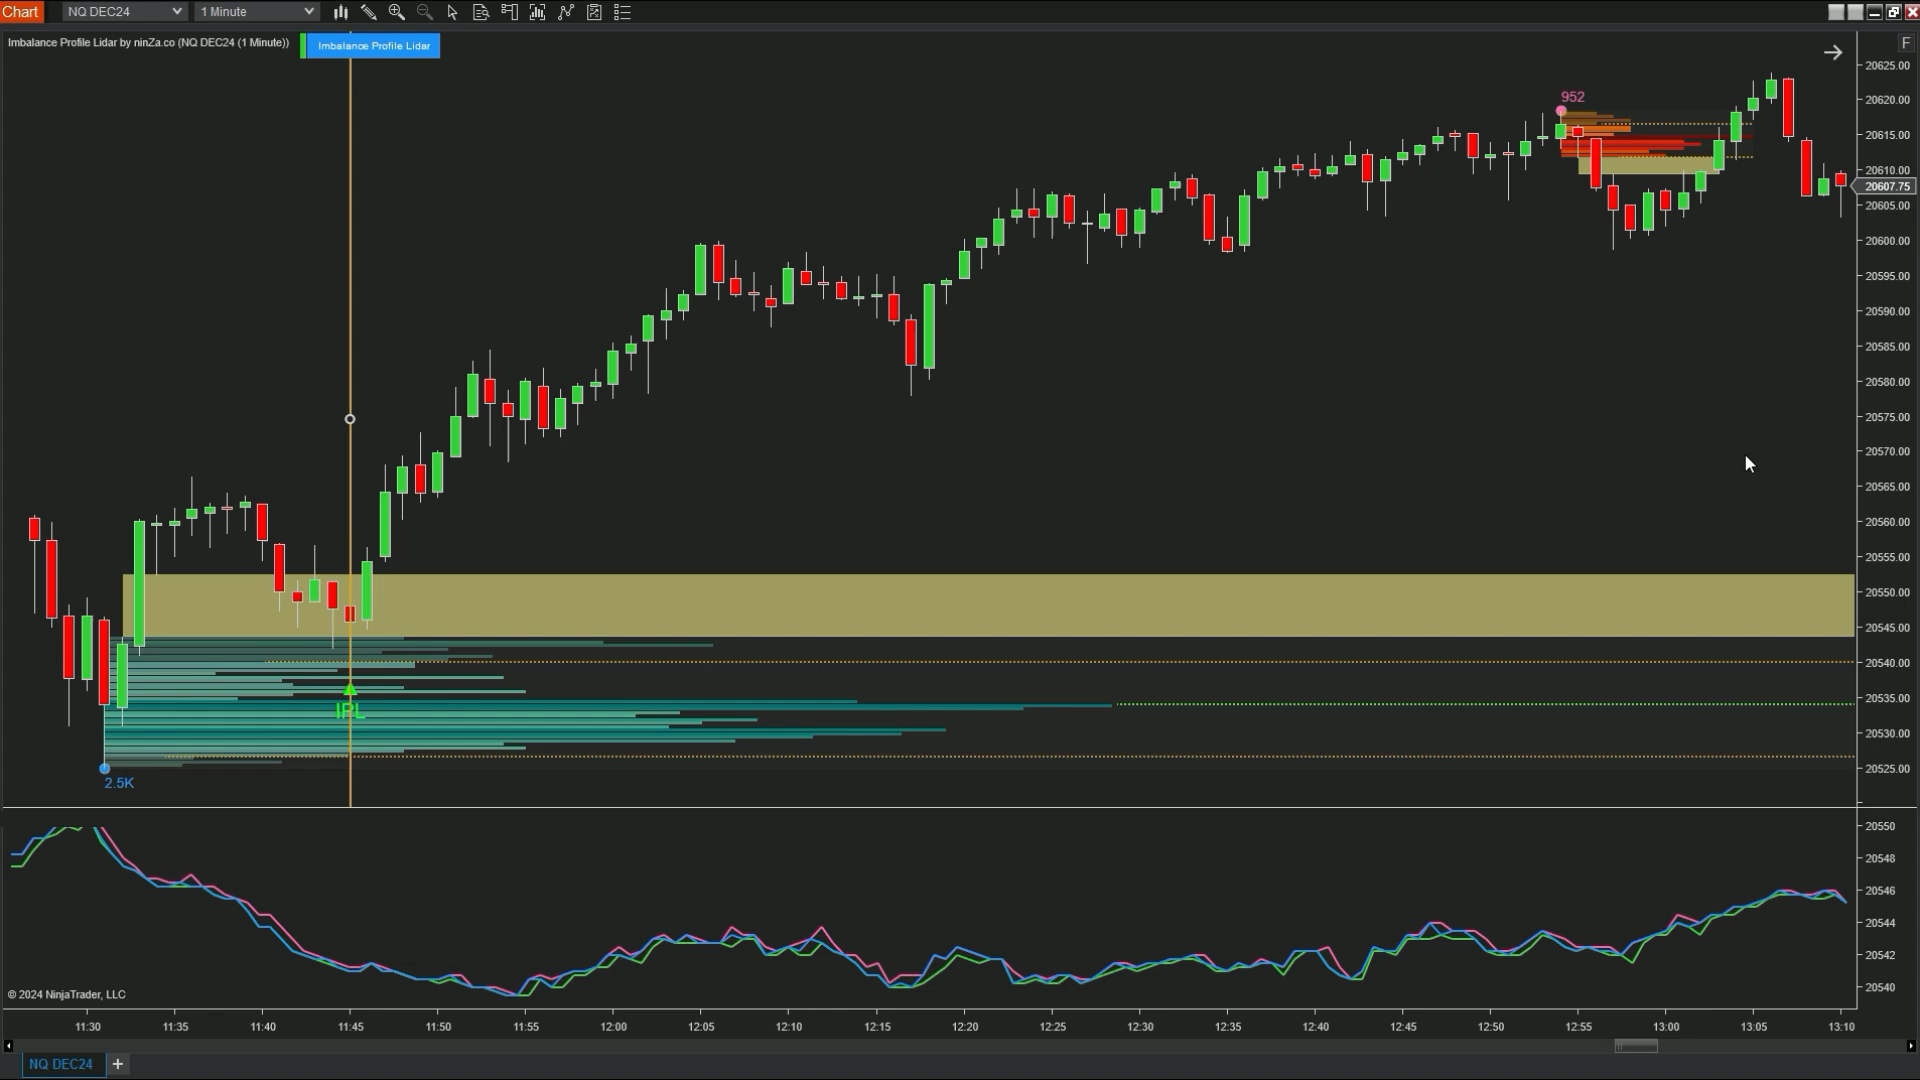 Chart
NQ DEC24
1 Minute
Imbalance Profile Lidar by ninZa.co (NQ DEC24 (1 Minute))
Imbalance Profile Lidar
F
20625.00
952
20620.00
20615.00
20610.00
20607.75
20605.00
20600.00
20595.00
20590.00
20585.00
20580.00
20575.00
20570.00
20565.00
20560.00
20555.00
20550.00
20545.00
20540.00
20535.00
IPL
20530.00
20525.00
2.5K
20550
20548
20546
20544
20542
20540
© 2024 NinjaTrader, LLC
11:30 11:35 11:40 11:45 11:50 11:55 12:00 12:05 12:10 12:15 12:20 12:25 12:30 12:35 12:40 12:45 12:50 12:55 13:00 13:05 13:10
NQ DEC24 +